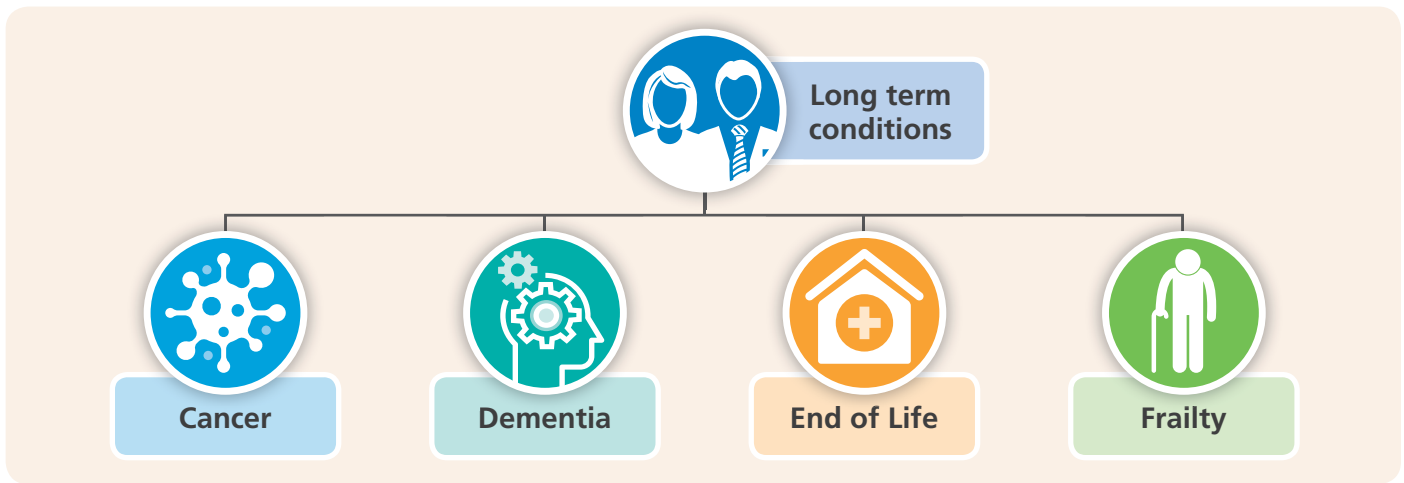 Long term
conditions
Cancer
Dementia
End of Life
Frailty